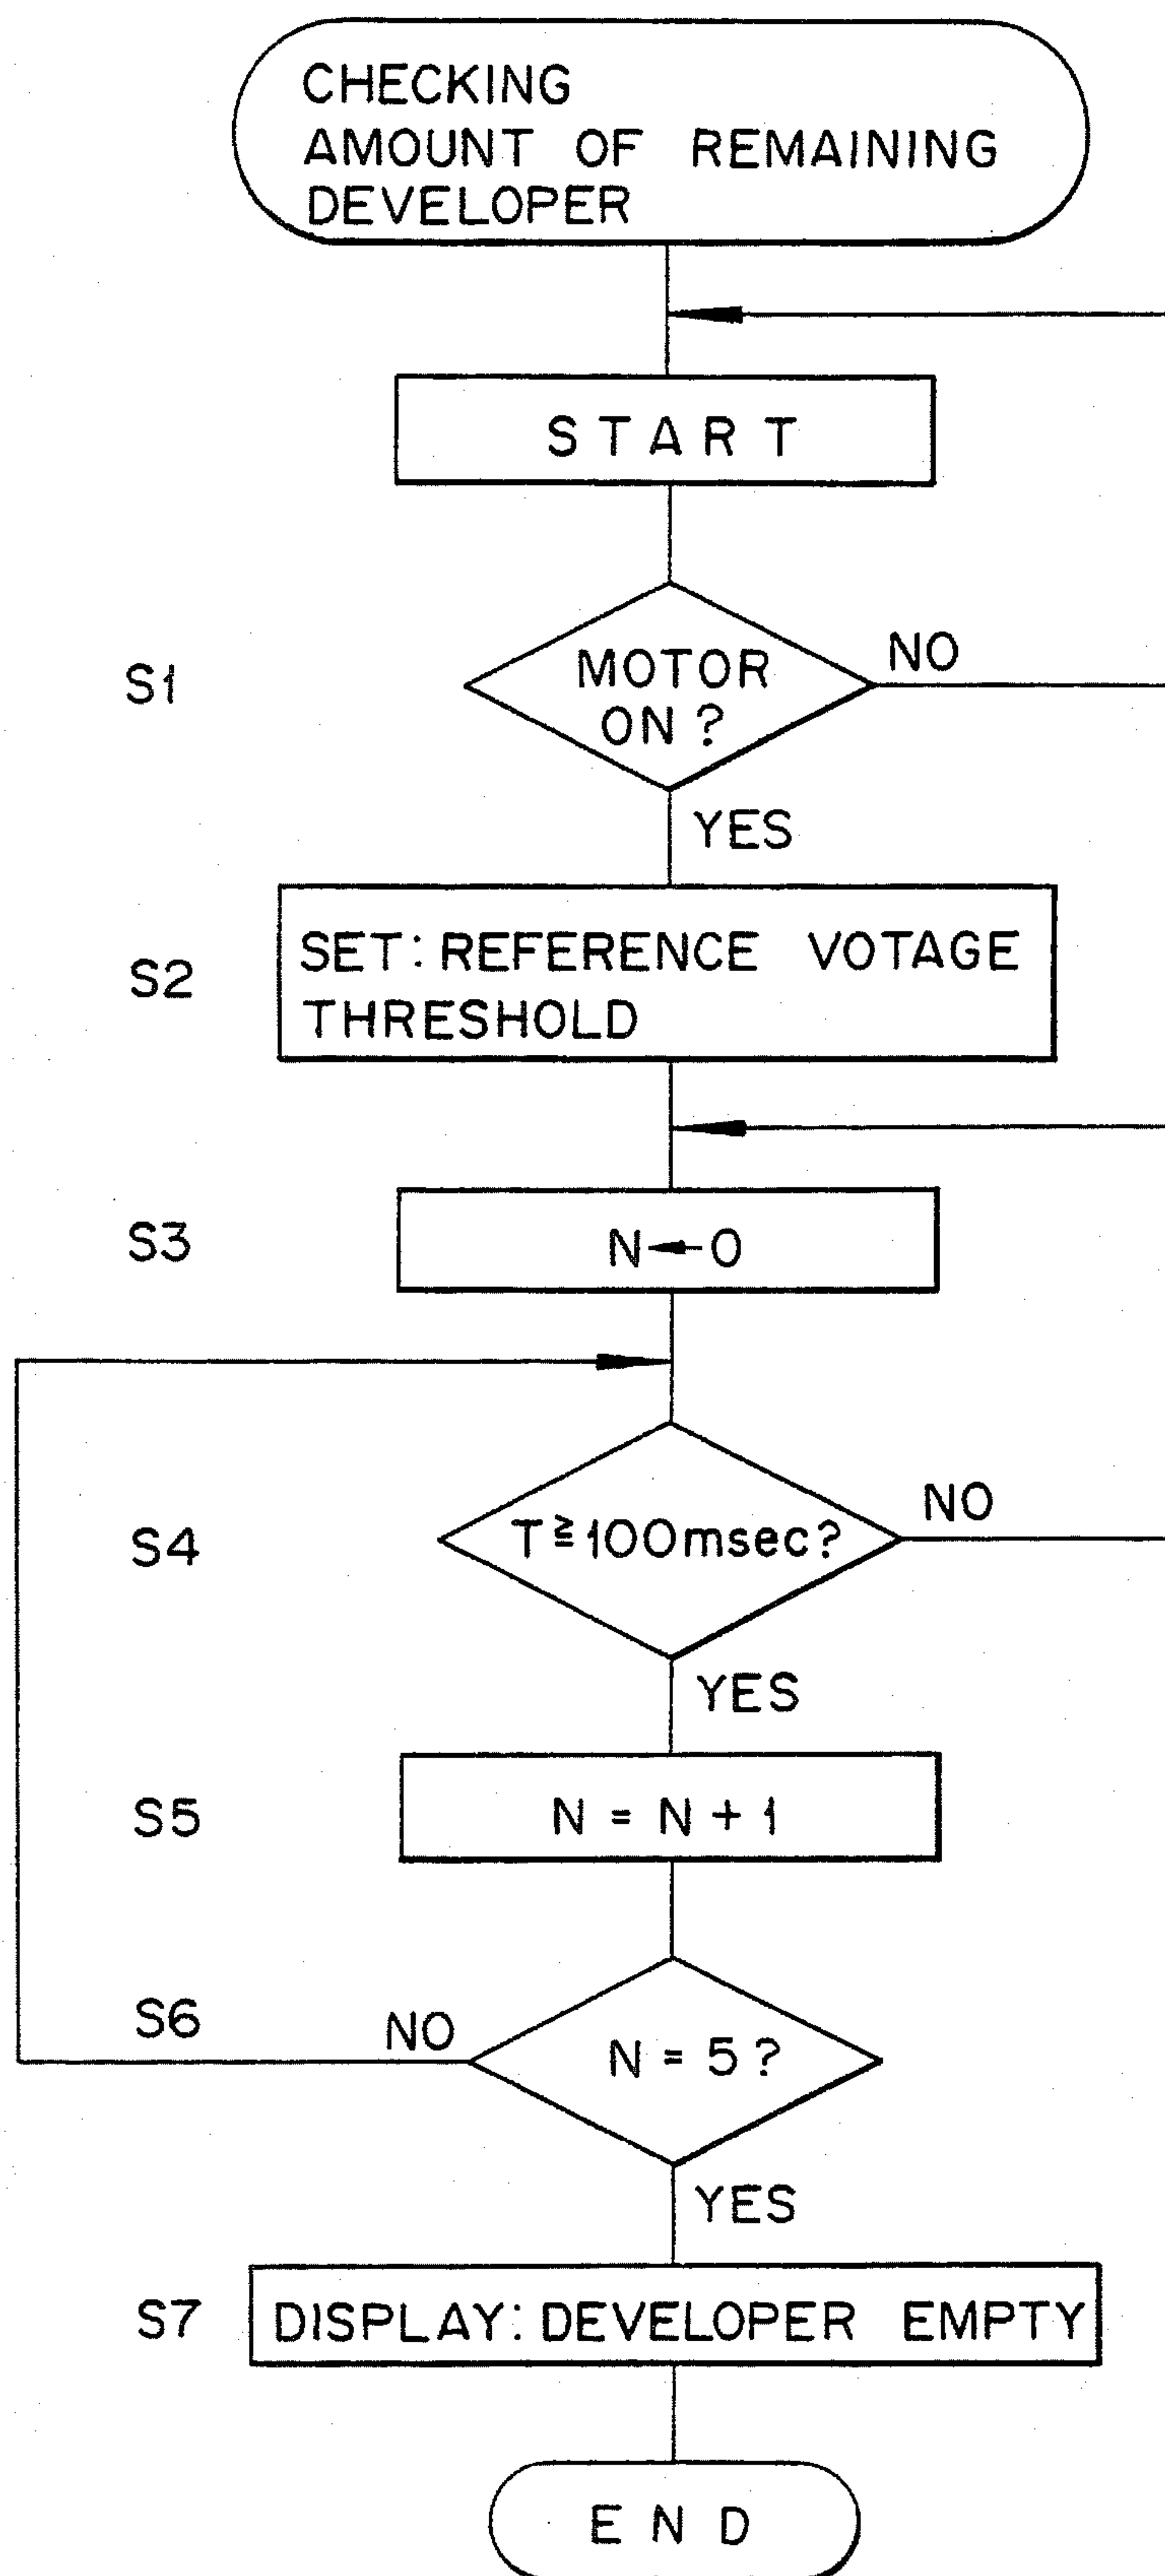 CHECKING
AMOUNT OF REMAINING
DEVELOPER
START
S1
MOTOR
ON?
NO
YES
S2
SET: REFERENCE VOTAGE
THRESHOLD
S3
N←0
S4
T≧100msec?
NO
YES
S5
N = N + 1
S6
NO
N = 5?
YES
S7
DISPLAY: DEVELOPER EMPTY
END